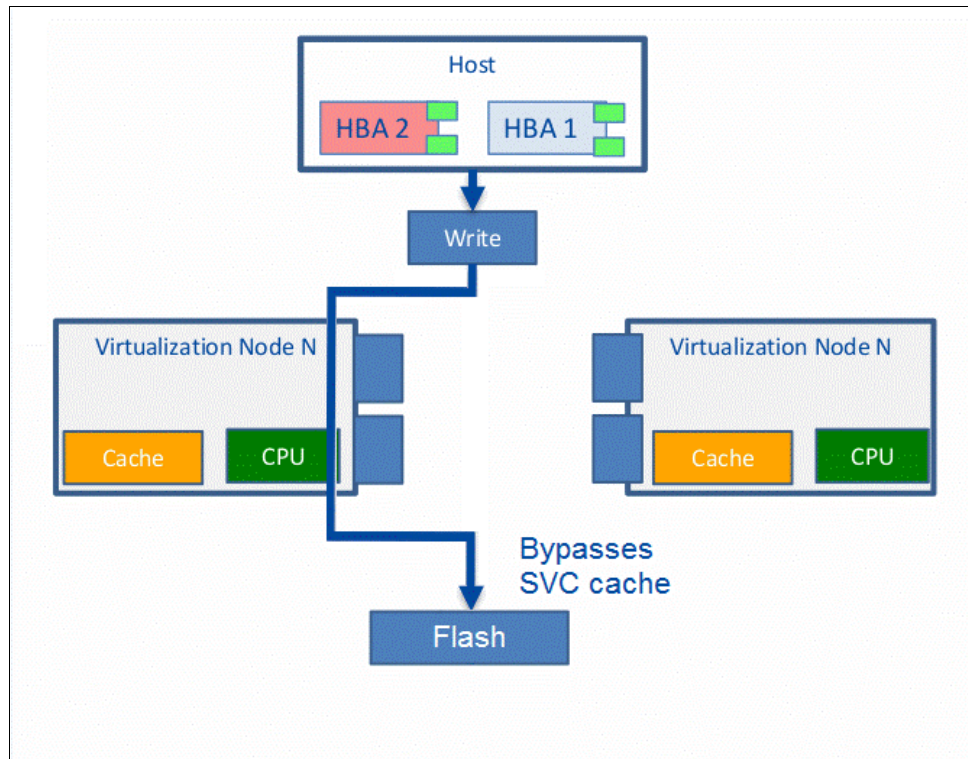 Host
HBA 2
HBA 1
Write
Virtualization Node N
Virtualization Node N
Cache
CPU
Cache
CPU
Bypasses
SVC cache
Flash